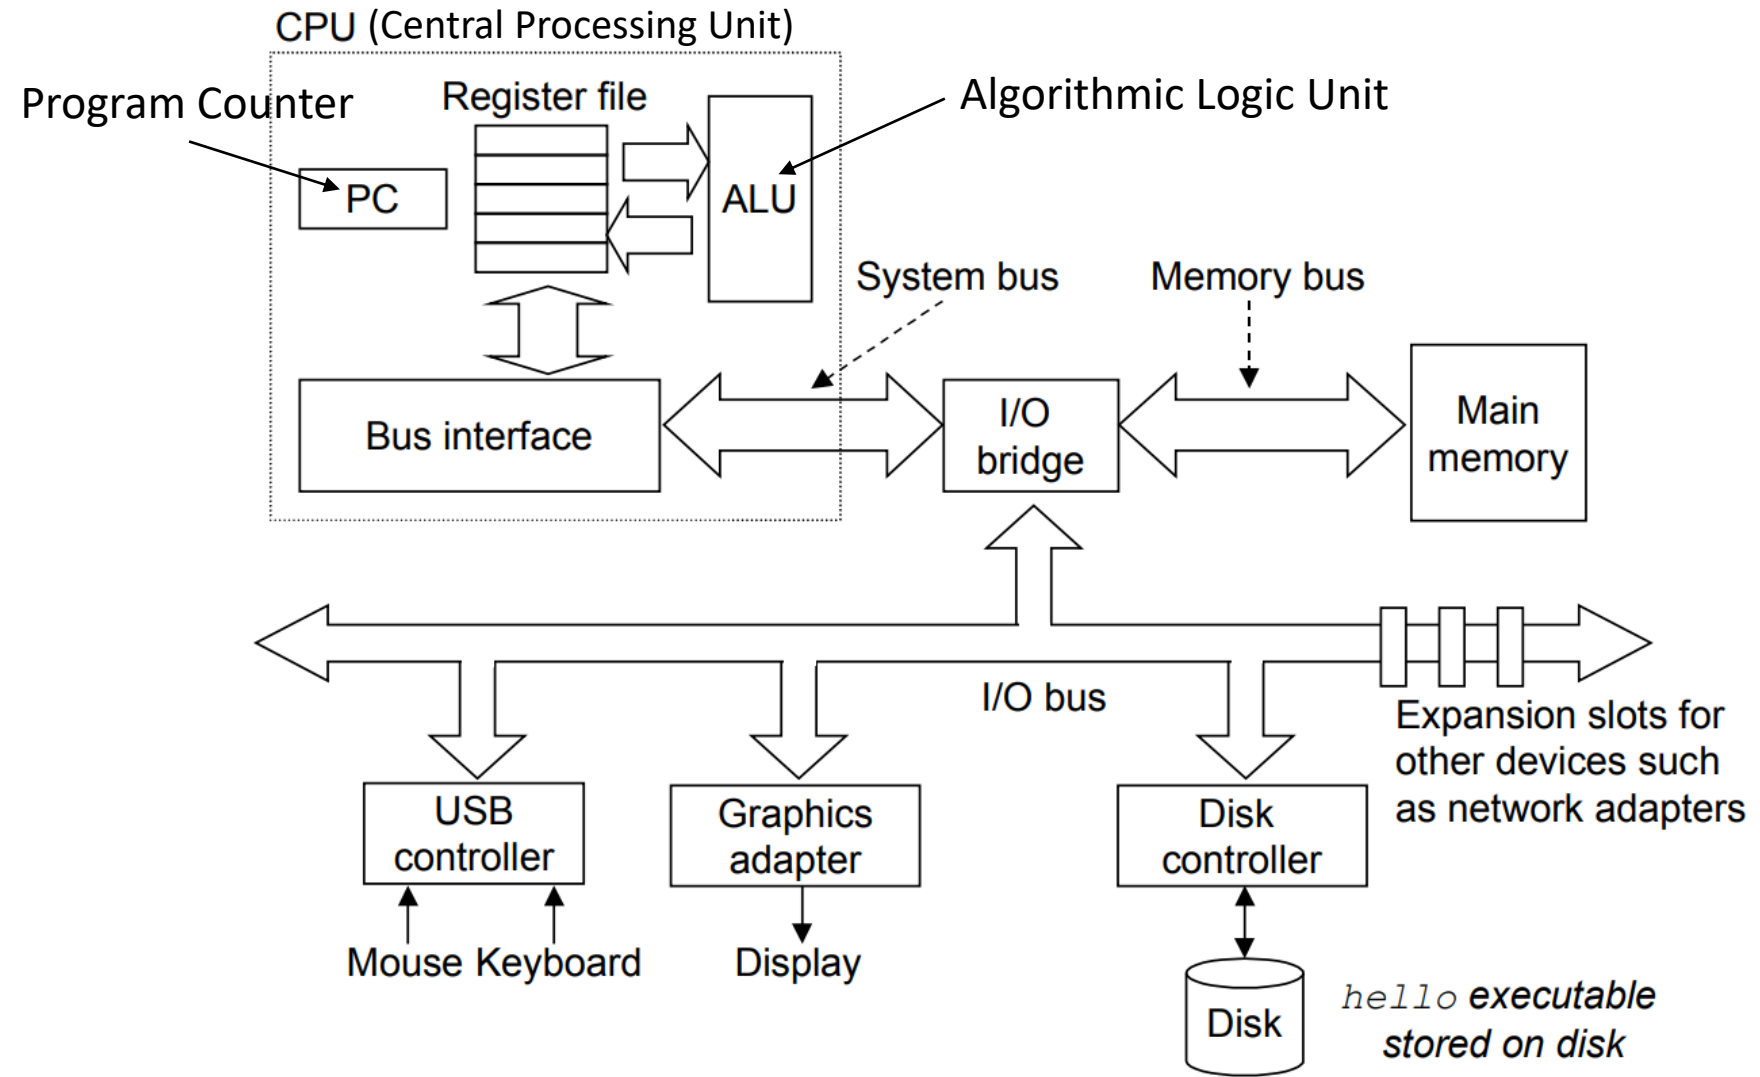 CPU (Central Processing Unit)
Program Counter
Register file
Algorithmic Logic Unit
PC
ALU
System bus
Memory bus
Bus interface
I/O
bridge
Main
memory
I/O bus
Expansion slots for
other devices such
as network adapters
USB
controller
Graphics
adapter
Disk
controller
Mouse Keyboard
Display
Disk
hello executable
stored on disk